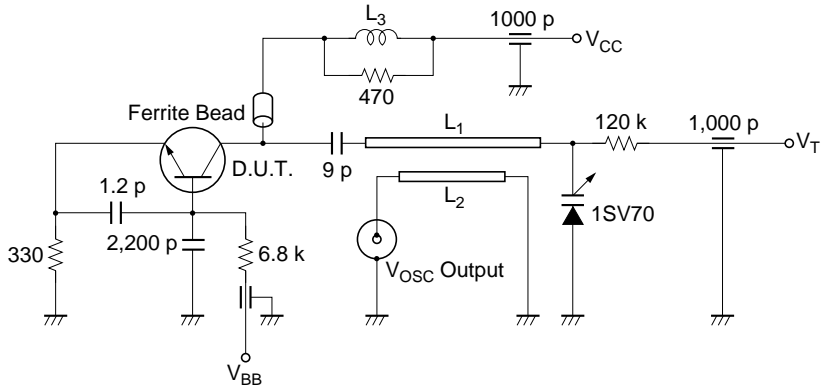 L3
1000 p
VCC
470
Ferrite Bead
L1
120 k
1,000 p
VT
D.U.T.
9 p
1.2 p
L2
1SV70
330
2,200 p
6.8 k
VOSC Output
VBB